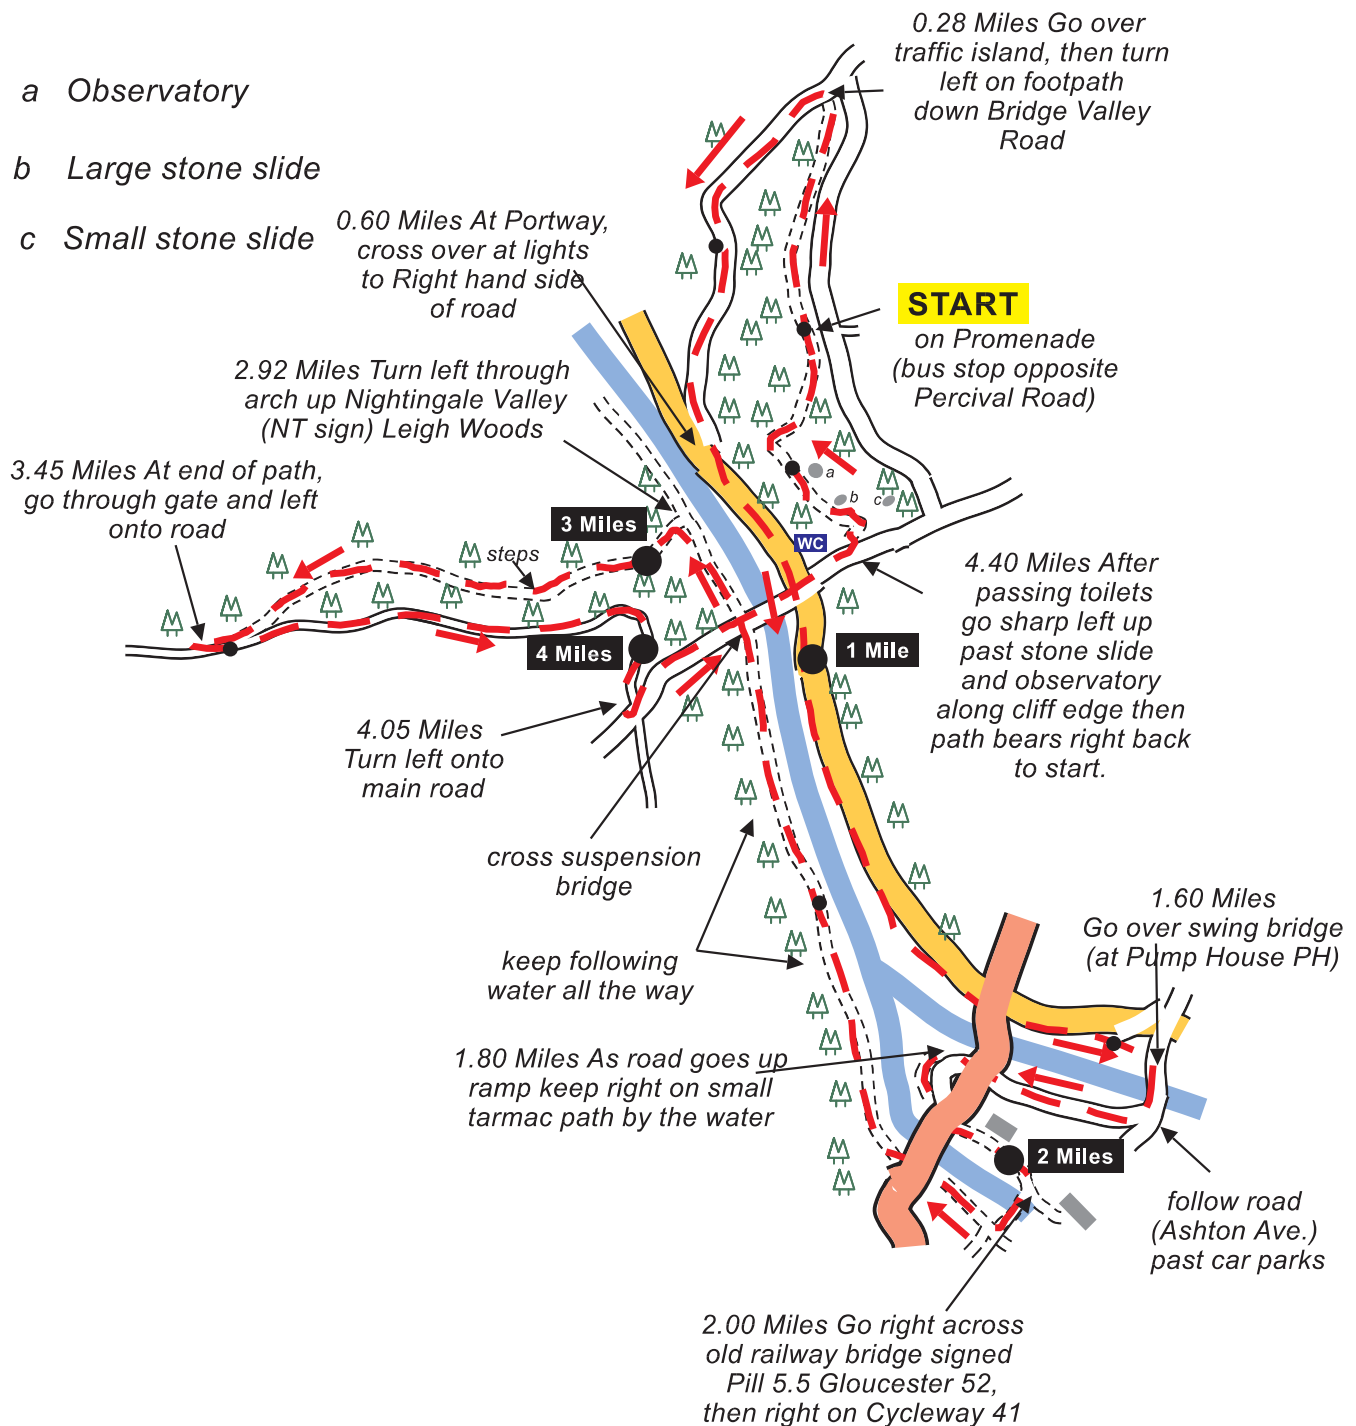 a Observatory
b Large stone slide
c Small stone slide
0.28 Miles Go over
traffic island, then turn
left on footpath
down Bridge Valley
Road
0.60 Miles At Portway,
cross over at lights
to Right hand side
of road
START
on Promenade
(bus stop opposite
Percival Road)
2.92 Miles Turn left through
arch up Nightingale Valley
(NT sign) Leigh Woods
3.45 Miles At end of path,
go through gate and left
onto road
a
b
c
3 Miles
WC
steps
4.40 Miles After
passing toilets
go sharp left up
past stone slide
and observatory
along cliff edge then
path bears right back
to start.
4 Miles
1 Mile
4.05 Miles
Turn left onto
main road
cross suspension
bridge
1.60 Miles
Go over swing bridge
(at Pump House PH)
keep following
water all the way
1.80 Miles As road goes up
ramp keep right on small
tarmac path by the water
2 Miles
follow road
(Ashton Ave.)
past car parks
2.00 Miles Go right across
old railway bridge signed
Pill 5.5 Gloucester 52,
then right on Cycleway 41